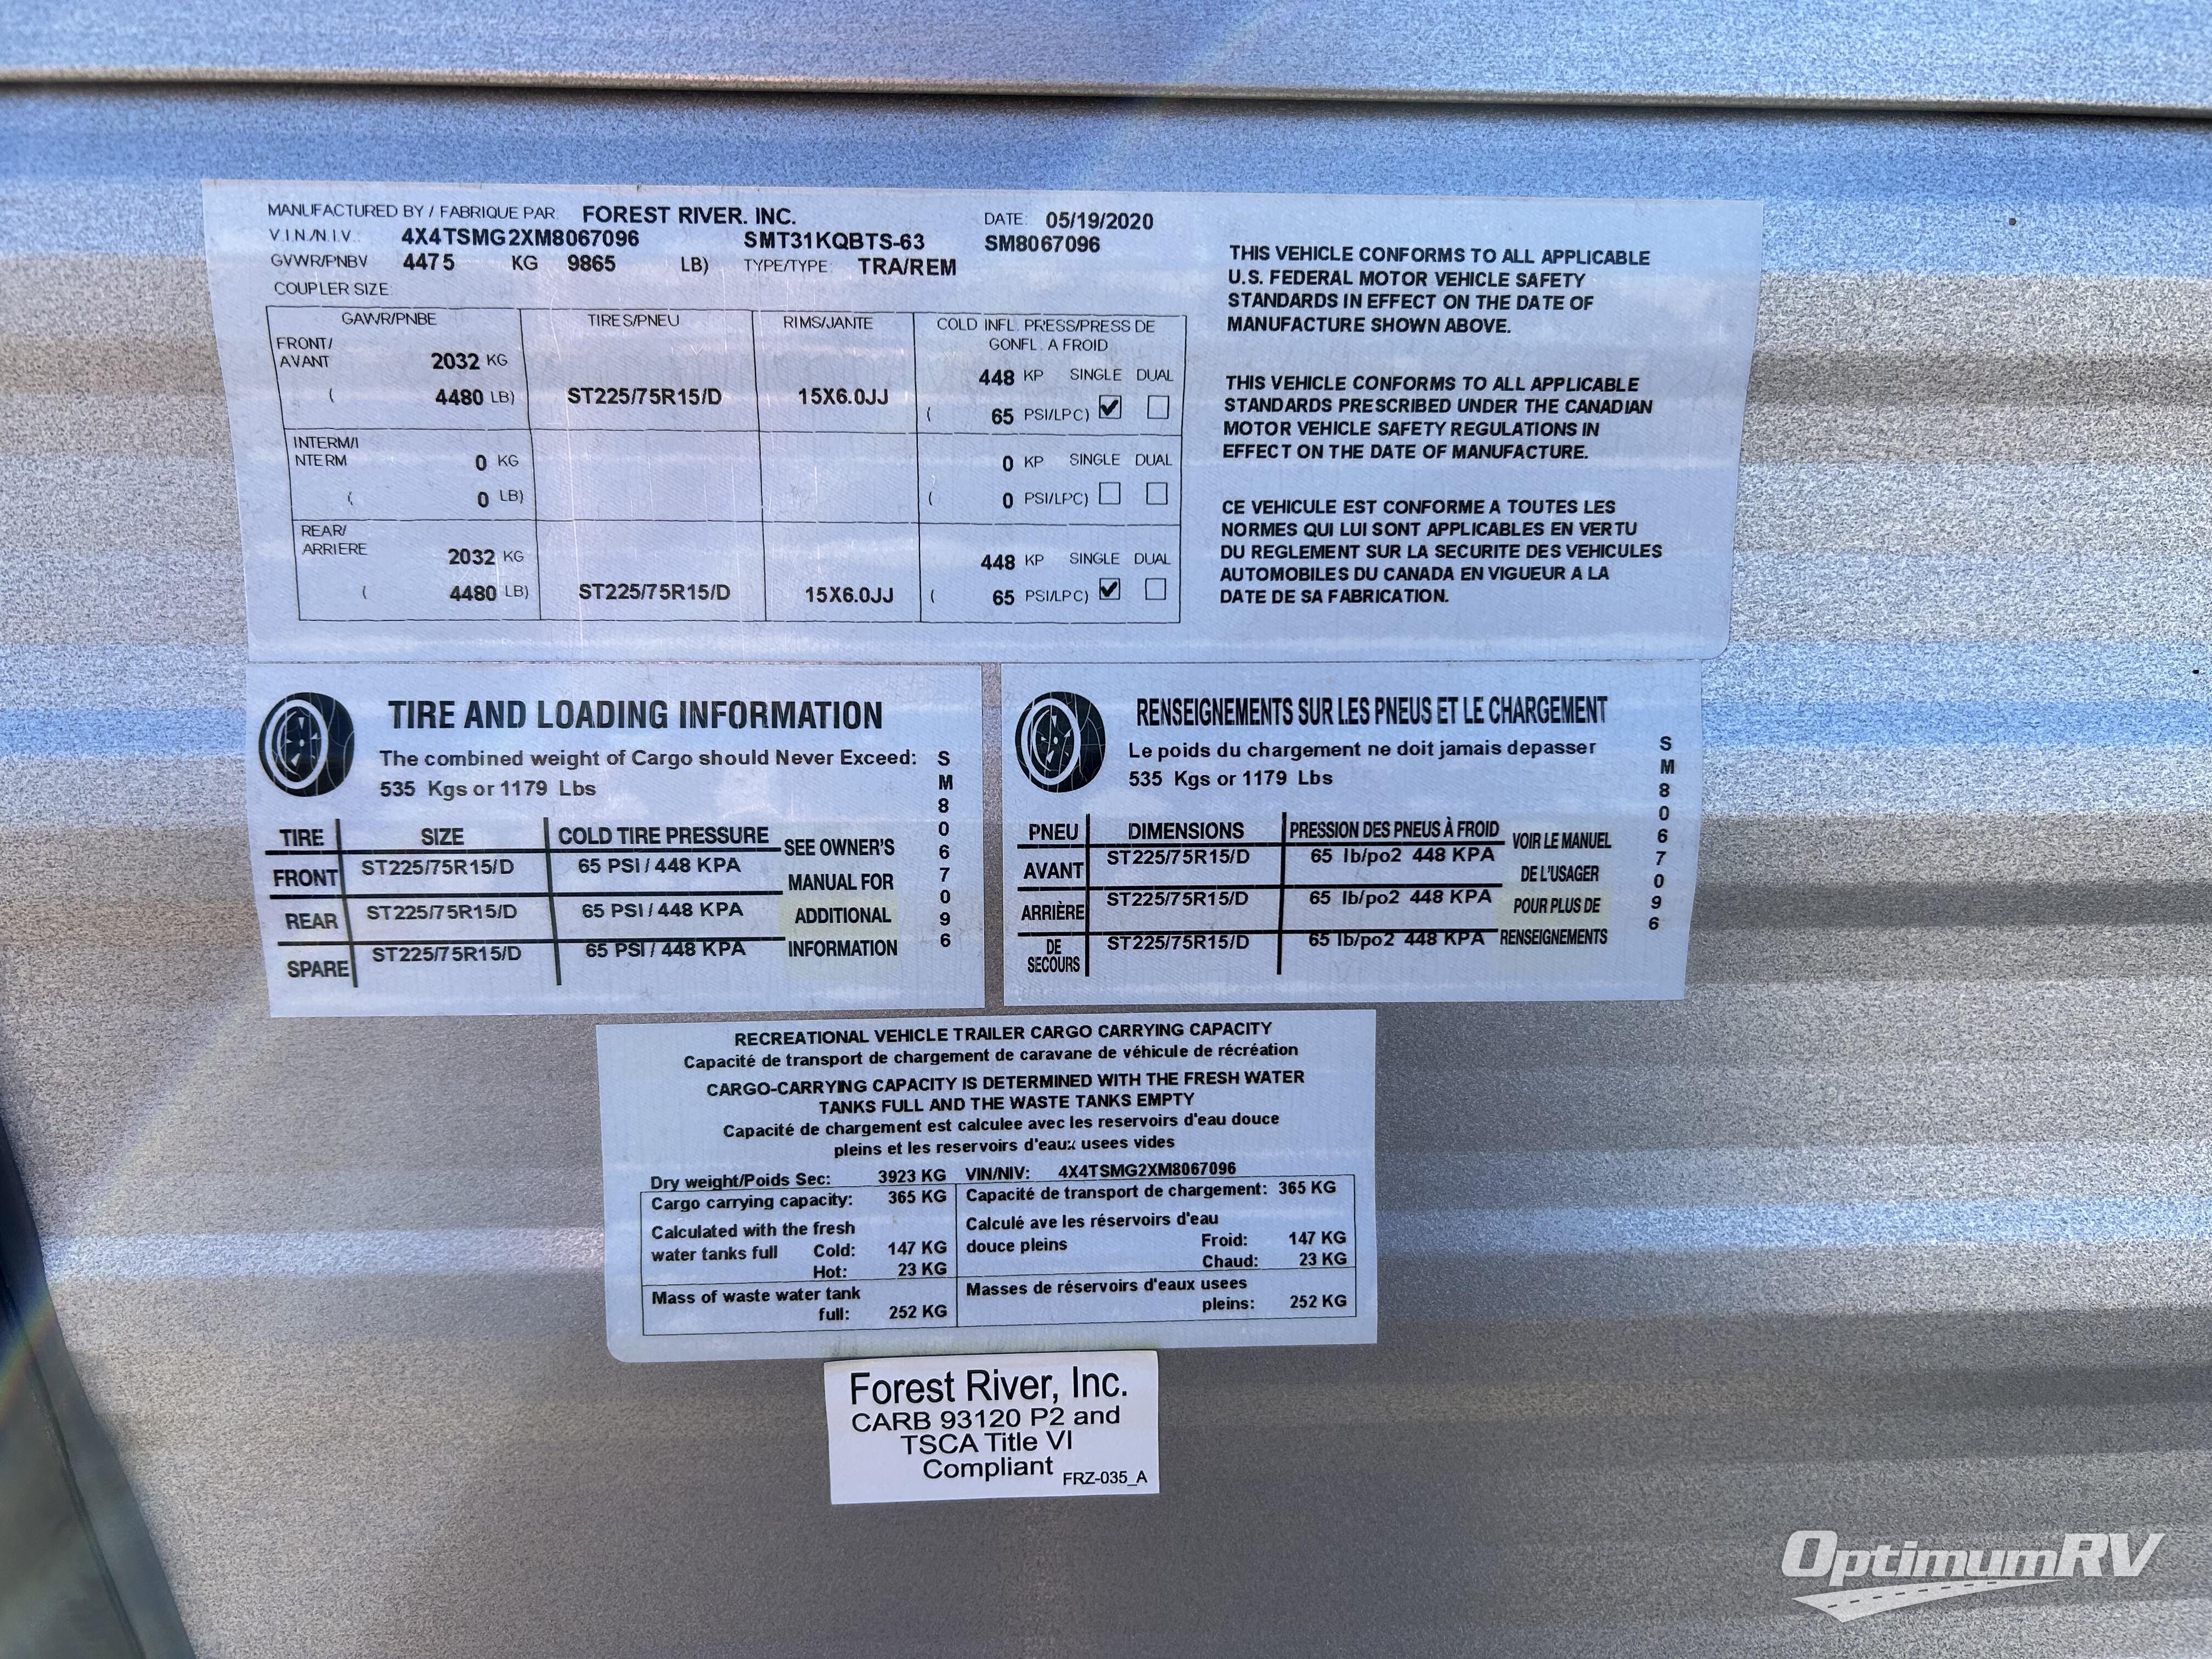 MANUFACTURED BY / FABRIQUE PAR FOREST RIVER. INC. DATE: 05/19/2020
V.I.N./N.I.V. 4X4TSMG2XM8067096 SMT31KQBTS-63 SM8067096
GVWR/PNBV 4475 KG 9865 LB) TYPE/TYPE: TRA/REM
COUPLER SIZE
GAWR/PNBE TIRES/PNEU RIMS/JANTE COLD INFL. PRESS/PRESS DE
GONFL. A FROID
FRONT/
AVANT 2032 KG 448 KP SINGLE DUAL
( 4480 LB) ST225/75R15/D 15X6.0JJ ( 65 PSI/LPC)
INTERM/I
NTERM 0 KG 0 KP SINGLE DUAL
( 0 LB) ( 0 PSI/LPC)
REAR/
ARRIERE 2032 KG 448 KP SINGLE DUAL
( 4480 LB) ST225/75R15/D 15X6.0JJ ( 65 PSI/LPC)
THIS VEHICLE CONFORMS TO ALL APPLICABLE
U.S. FEDERAL MOTOR VEHICLE SAFETY
STANDARDS IN EFFECT ON THE DATE OF
MANUFACTURE SHOWN ABOVE.
THIS VEHICLE CONFORMS TO ALL APPLICABLE
STANDARDS PRESCRIBED UNDER THE CANADIAN
MOTOR VEHICLE SAFETY REGULATIONS IN
EFFECT ON THE DATE OF MANUFACTURE.
CE VEHICULE EST CONFORME A TOUTES LES
NORMES QUI LUI SONT APPLICABLES EN VERTU
DU REGLEMENT SUR LA SECURITE DES VEHICULES
AUTOMOBILES DU CANADA EN VIGUEUR A LA
DATE DE SA FABRICATION.
TIRE AND LOADING INFORMATION
The combined weight of Cargo should Never Exceed:
535 Kgs or 1179 Lbs
TIRE SIZE COLD TIRE PRESSURE SEE OWNER'S
FRONT ST225/75R15/D 65 PSI / 448 KPA MANUAL FOR
REAR ST225/75R15/D 65 PSI / 448 KPA ADDITIONAL
SPARE ST225/75R15/D 65 PSI / 448 KPA INFORMATION
SM8067096
RENSEIGNEMENTS SUR LES PNEUS ET LE CHARGEMENT
Le poids du chargement ne doit jamais depasser
535 Kgs or 1179 Lbs
PNEU DIMENSIONS PRESSION DES PNEUS À FROID VOIR LE MANUEL
AVANT ST225/75R15/D 65 lb/po2 448 KPA DE L'USAGER
ARRIÈRE ST225/75R15/D 65 lb/po2 448 KPA POUR PLUS DE
DE SECOURS ST225/75R15/D 65 lb/po2 448 KPA RENSEIGNEMENTS
SM8067096
RECREATIONAL VEHICLE TRAILER CARGO CARRYING CAPACITY
Capacité de transport de chargement de caravane de véhicule de récréation
CARGO-CARRYING CAPACITY IS DETERMINED WITH THE FRESH WATER
TANKS FULL AND THE WASTE TANKS EMPTY
Capacité de chargement est calculee avec les reservoirs d'eau douce
pleins et les reservoirs d'eaux usees vides
Dry weight/Poids Sec: 3923 KG VIN/NIV: 4X4TSMG2XM8067096
Cargo carrying capacity: 365 KG Capacité de transport de chargement: 365 KG
Calculated with the fresh Calculé ave les réservoirs d'eau
water tanks full Cold: 147 KG douce pleins Froid: 147 KG
Hot: 23 KG Chaud: 23 KG
Mass of waste water tank Masses de réservoirs d'eaux usees
full: 252 KG pleins: 252 KG
Forest River, Inc.
CARB 93120 P2 and
TSCA Title VI
Compliant FRZ-035_A
OptimumRV